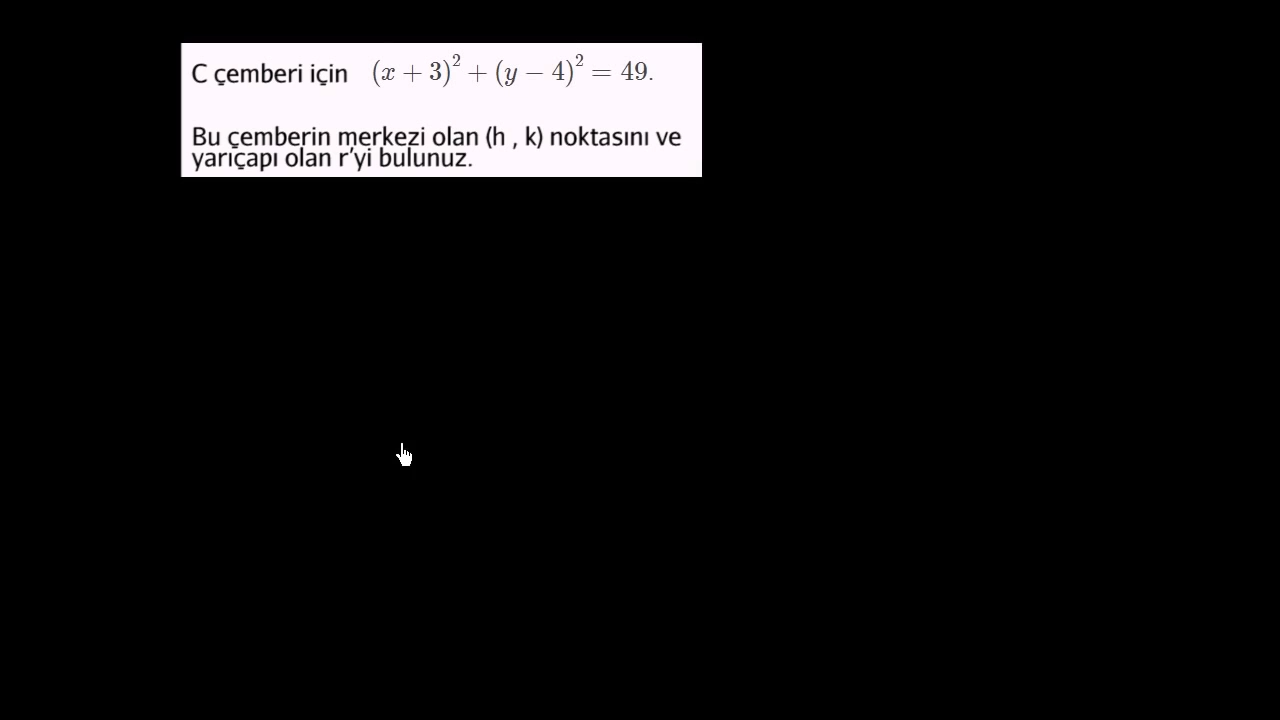 C çemberi için (x + 3)² + (y − 4)² = 49.
Bu çemberin merkezi olan (h , k) noktasını ve
yarıçapı olan r'yi bulunuz.